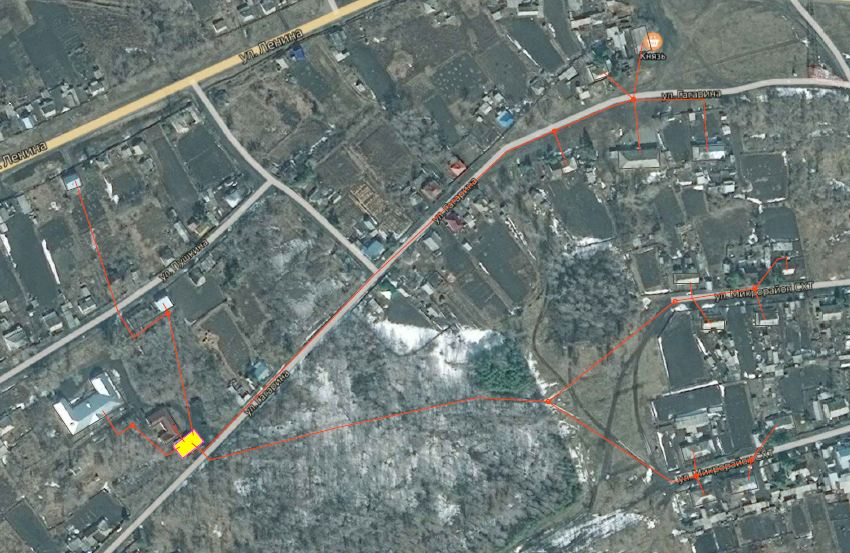 ул. Ленина
Князь
ул. Гагарина
Ленина
ул. Гагарина
ул. Пушкина
ул. Микрорайон СХТ
ул. Гагарина
ул. Микрорайон СХТ